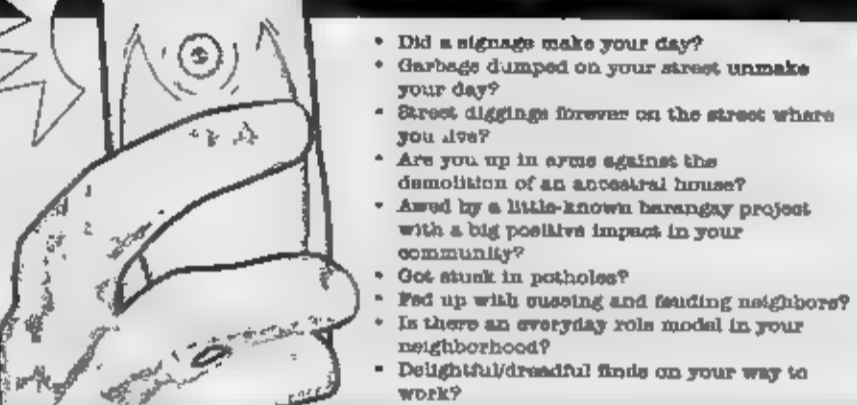 • Did a signage make your day?
• Garbage dumped on your street unmake
your day?
• Street diggings forever on the street where
you live?
• Are you up in arms against the
demolition of an ancestral house?
• Awed by a little-known barangay project
with a big positive impact in your
community?
• Got stuck in potholes?
• Fed up with cussing and feuding neighbors?
• Is there an everyday role model in your
neighborhood?
• Delightful/dreadful finds on your way to
work?